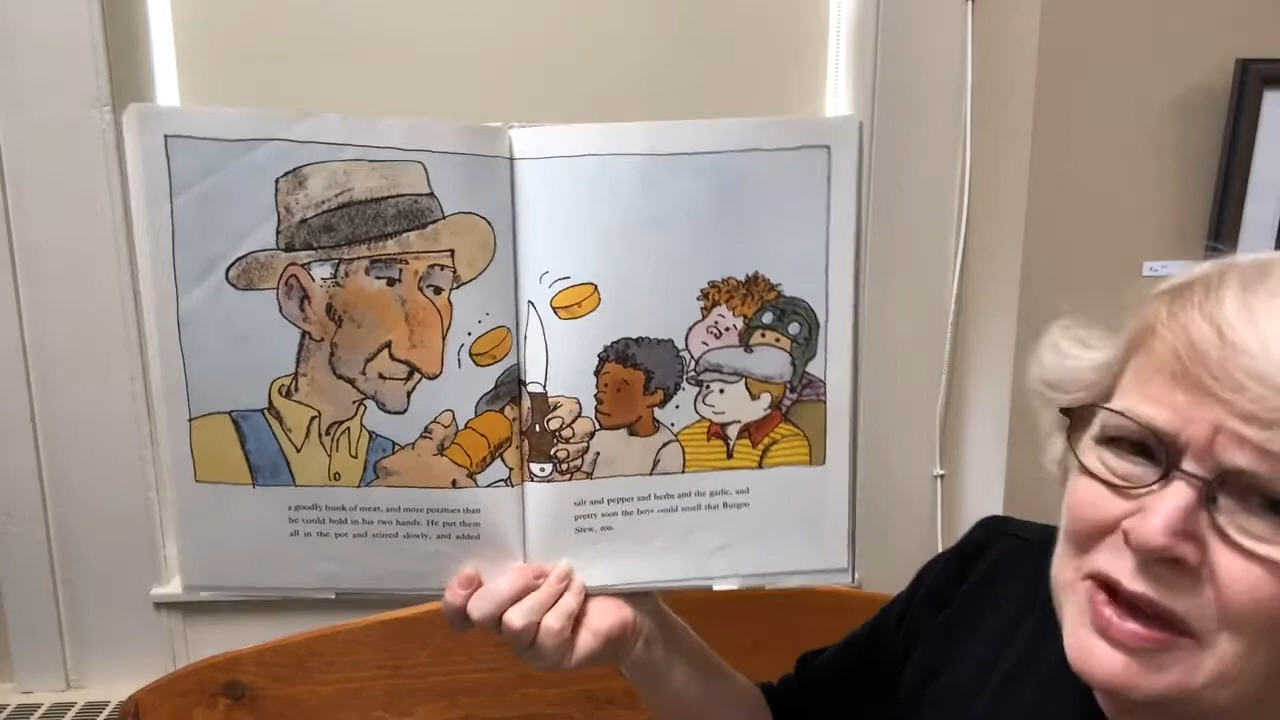 a goodly hunk of meat, and more potatoes than
he could hold in his two hands. He put them
all in the pot and stirred slowly, and added
salt and pepper and herbs and the garlic, and
pretty soon the boys could smell that Burgoo
Stew, too.